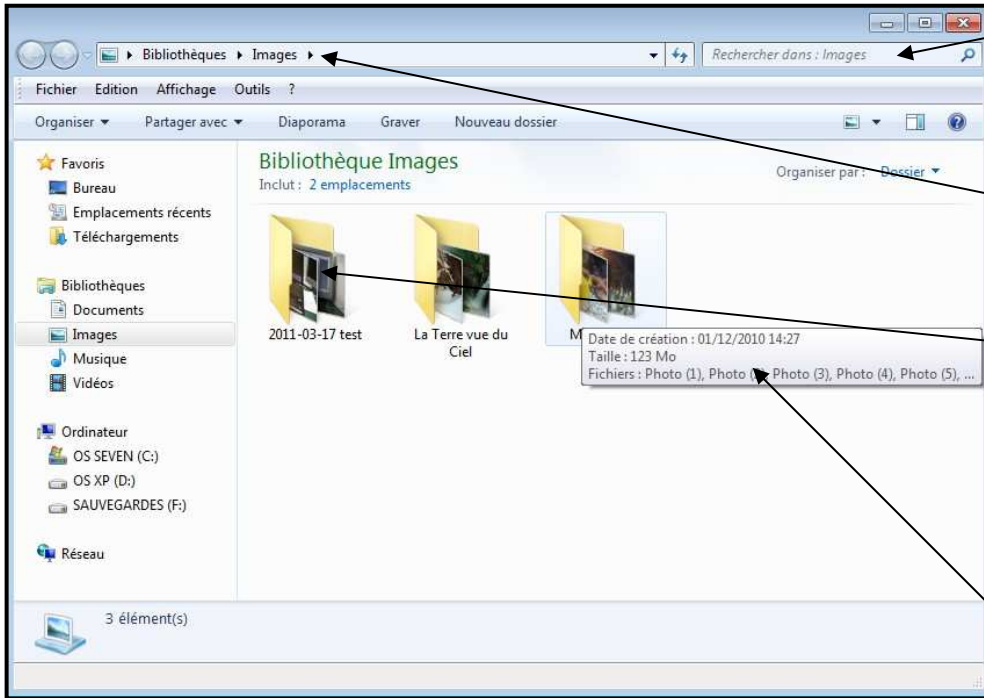 Bibliothèques Images
Rechercher dans : Images
Fichier Edition Affichage Outils ?
Organiser Partager avec Diaporama Graver Nouveau dossier
Favoris
Bureau
Emplacements récents
Téléchargements
Bibliothèques
Documents
Images
Musique
Vidéos
Ordinateur
OS SEVEN (C:)
OS XP (D:)
SAUVEGARDES (F:)
Réseau
Bibliothèque Images
Inclut : 2 emplacements
Organiser par : Dossier
2011-03-17 test
La Terre vue du
Ciel
M
Date de création : 01/12/2010 14:27
Taille : 123 Mo
Fichiers : Photo (1), Photo Photo (3), Photo (4), Photo (5), ...
3 élément(s)